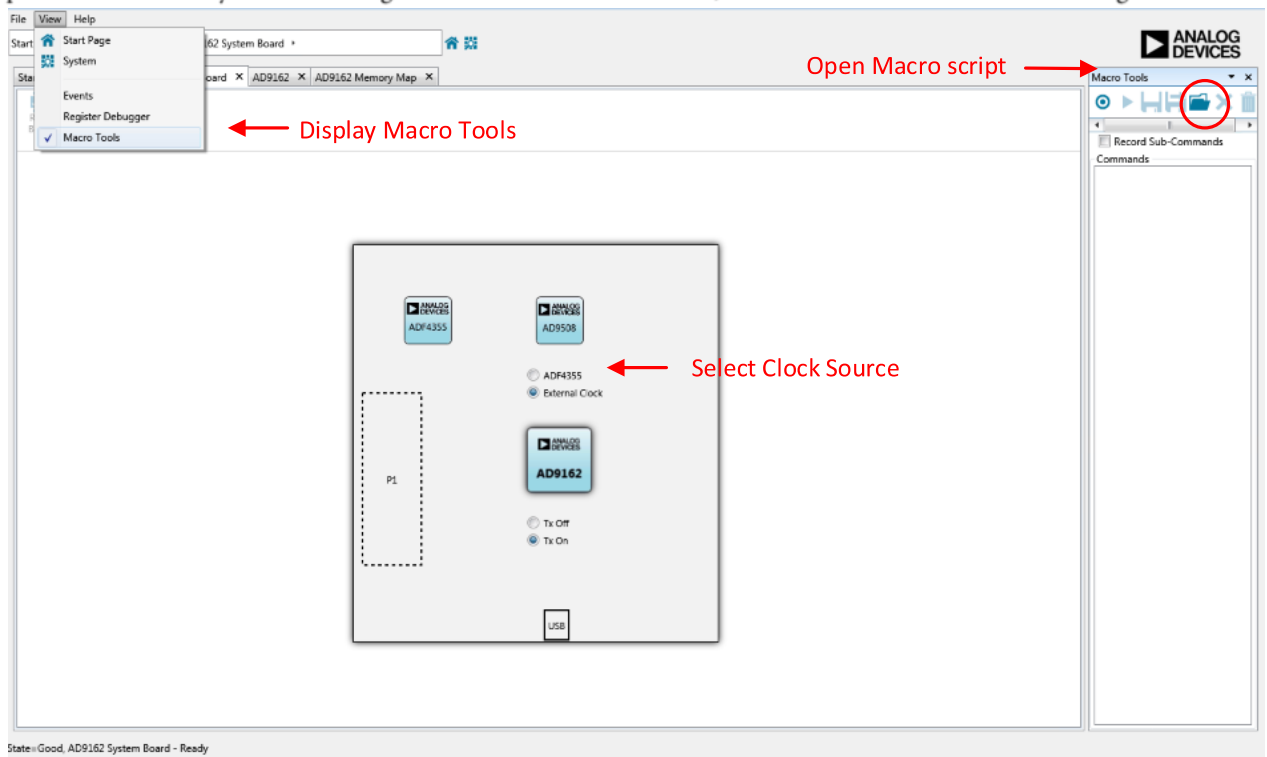 File View Help
Start Page
Start 62 System Board
System
ANALOG
DEVICES
Open Macro script
Sta oard X AD9162 X AD9162 Memory Map X
Macro Tools
Events
Register Debugger
✓ Macro Tools
Display Macro Tools
Record Sub-Commands
Commands
ANALOG
DEVICES
ADF4355
ANALOG
DEVICES
AD9508
Select Clock Source
ADF4355
External Clock
ANALOG
DEVICES
AD9162
P1
Tx Off
Tx On
USB
State=Good, AD9162 System Board - Ready